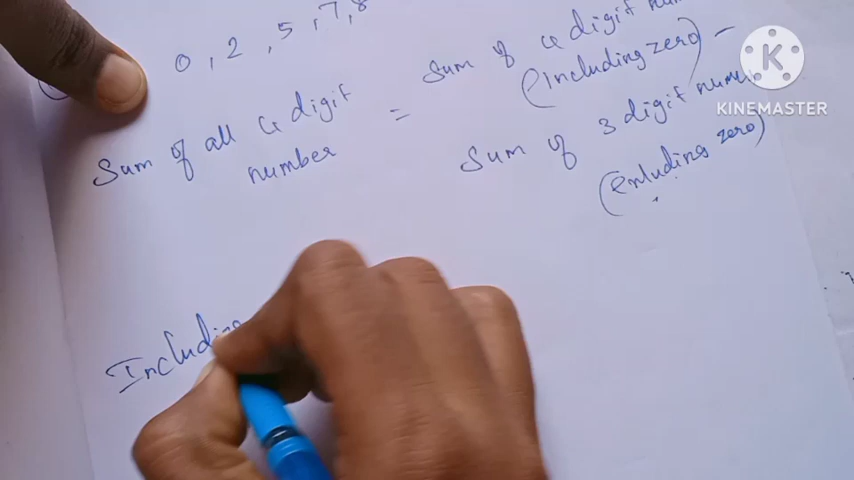 0, 2, 5, 7, 8
Sum of all 4 digit number = Sum of 4 digit
(Including zero) -
Sum of 3 digit
(excluding zero)
Including
KINEMASTER